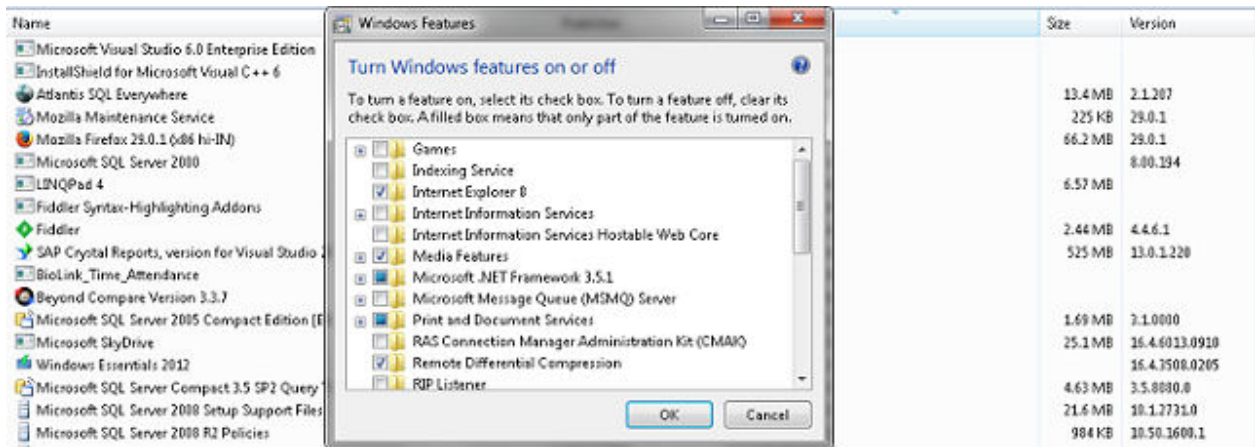 Name Size Version
Microsoft Visual Studio 6.0 Enterprise Edition
InstallShield for Microsoft Visual C++ 6
Atlantis SQL Everywhere 13.4 MB 2.1.207
Mozilla Maintenance Service 225 KB 29.0.1
Mozilla Firefox 29.0.1 (x86 hi-IN) 66.2 MB 29.0.1
Microsoft SQL Server 2000 8.00.194
LINQPad 4 6.57 MB
Fiddler Syntax-Highlighting Addons
Fiddler 2.44 MB 4.4.6.1
SAP Crystal Reports, version for Visual Studio 525 MB 13.0.1.220
BioLink_Time_Attendance
Beyond Compare Version 3.3.7
Microsoft SQL Server 2005 Compact Edition [E 1.69 MB 3.1.0000
Microsoft SkyDrive 25.1 MB 16.4.6013.0910
Windows Essentials 2012 16.4.3508.0205
Microsoft SQL Server Compact 3.5 SP2 Query 4.63 MB 3.5.8080.0
Microsoft SQL Server 2008 Setup Support Files 21.6 MB 10.1.2731.0
Microsoft SQL Server 2008 R2 Policies 984 KB 10.50.1600.1
Windows Features
Turn Windows features on or off
To turn a feature on, select its check box. To turn a feature off, clear its
check box. A filled box means that only part of the feature is turned on.
Games
Indexing Service
Internet Explorer 8
Internet Information Services
Internet Information Services Hostable Web Core
Media Features
Microsoft .NET Framework 3.5.1
Microsoft Message Queue (MSMQ) Server
Print and Document Services
RAS Connection Manager Administration Kit (CMAK)
Remote Differential Compression
RIP Listener
OK Cancel